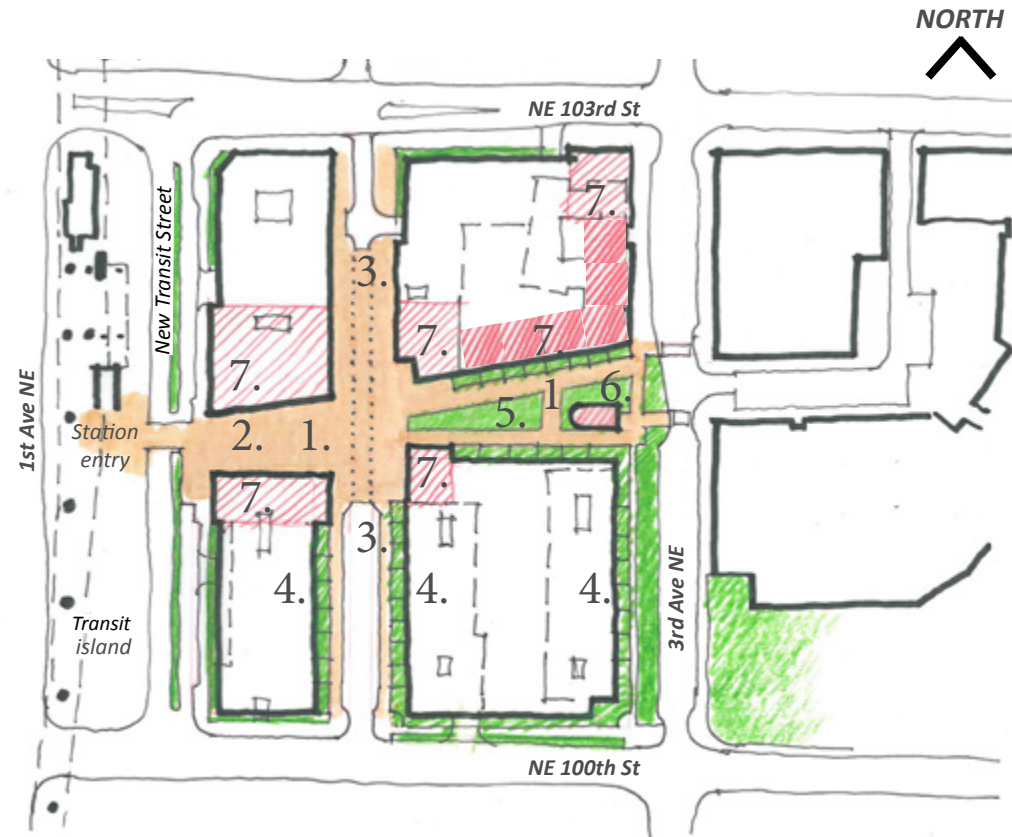 NORTH
NE 103rd St
7.
New Transit Street
3.
7.
7.
7
1st Ave NE
Station
entry
2.
1.
5.
1
6.
7.
7.
3.
4.
4.
4.
3rd Ave NE
Transit
island
NE 100th St